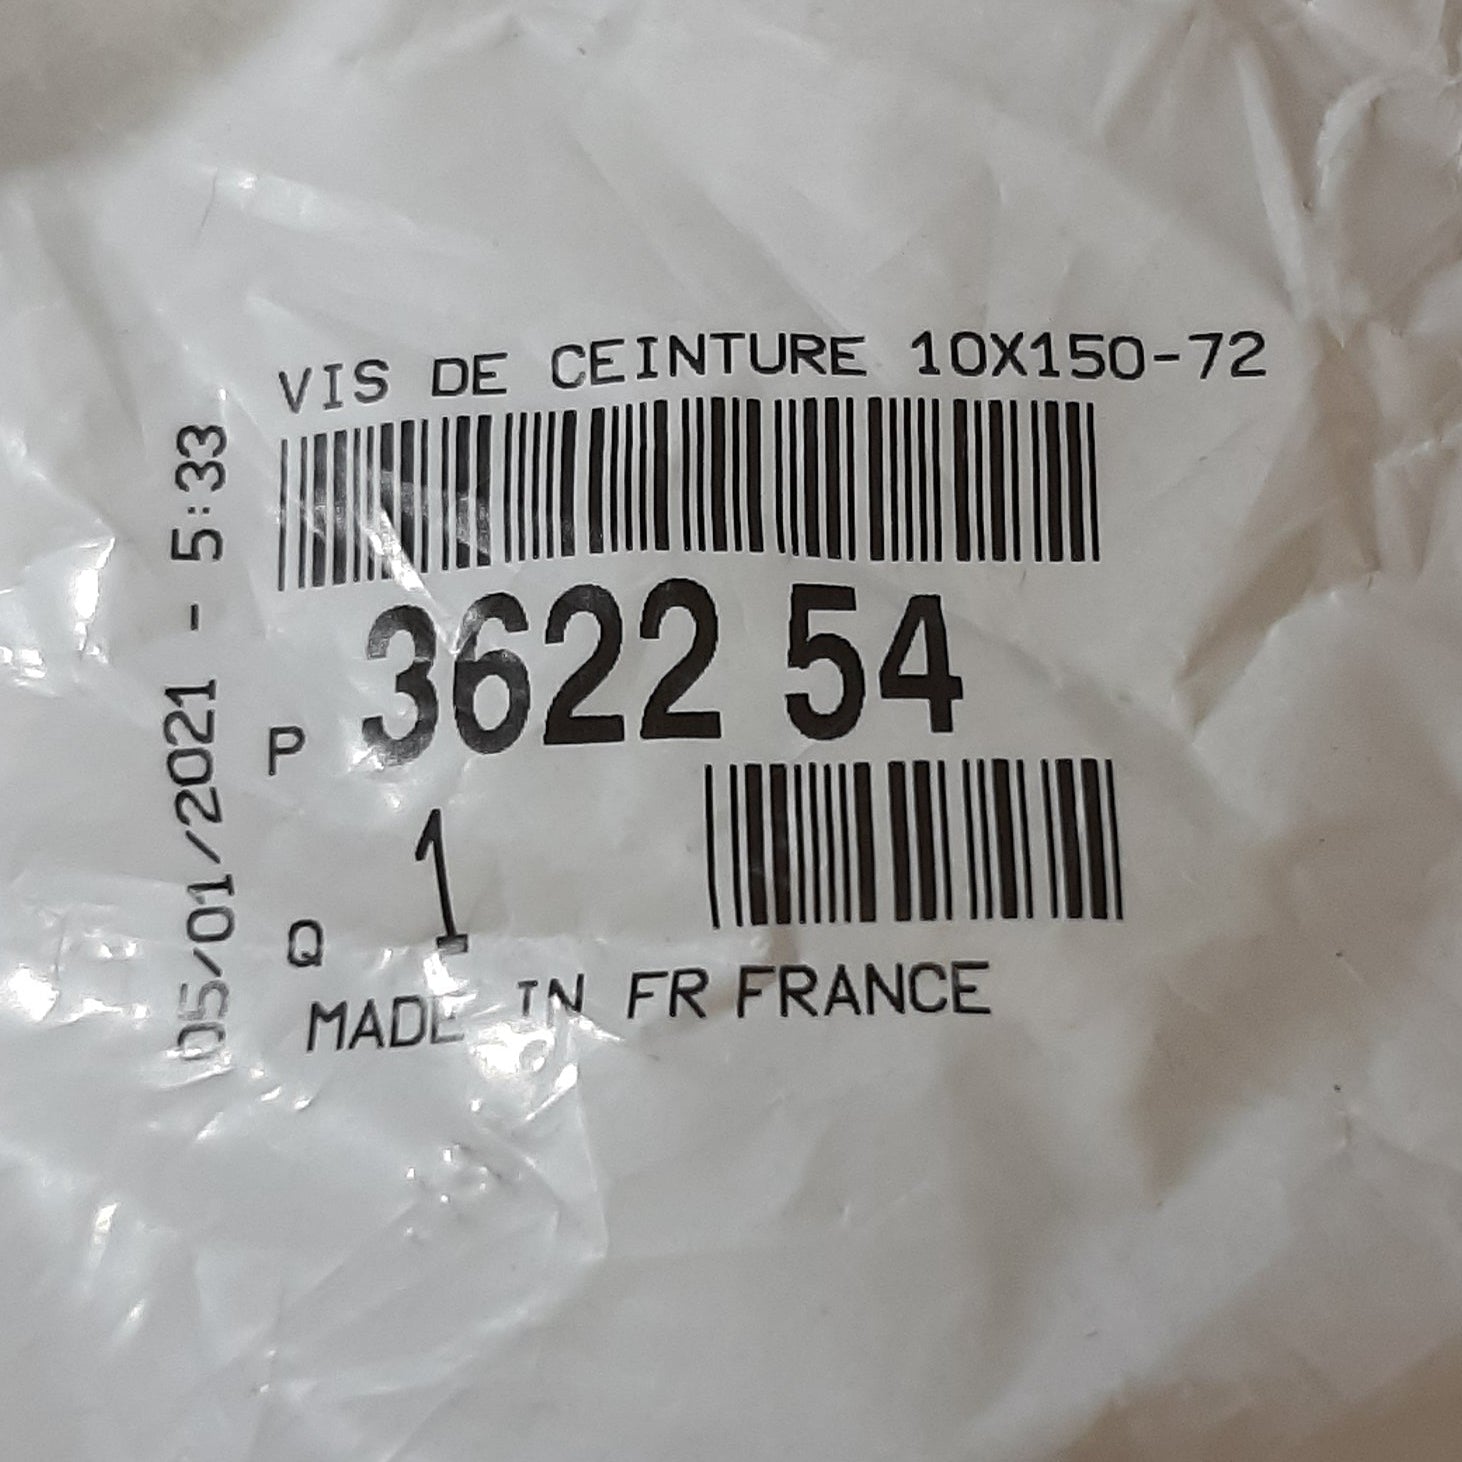 VIS DE CEINTURE 10X150-72
P 3622 54
Q 1
MADE IN FR FRANCE
05/01/2021 - 5:33